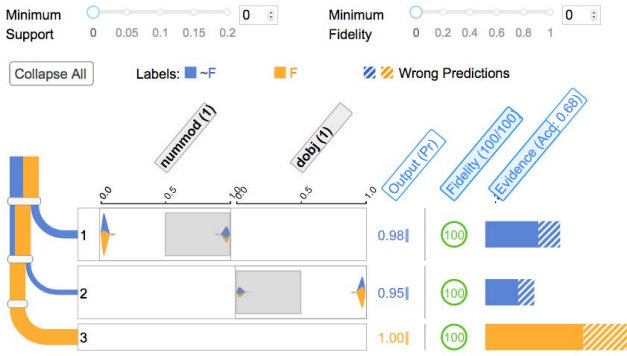 Minimum Support 0
0 0.05 0.1 0.15 0.2
Minimum Fidelity 0
0 0.2 0.4 0.6 0.8 1
Collapse All
Labels: ~F F Wrong Predictions
nummod (1)
dobj (1)
Output (Pr)
Fidelity (100/100)
Evidence (Acc: 0.68)
0.0 0.5 1.0 0.0 0.5 1.0
1 0.98 100
2 0.95 100
3 1.00 100